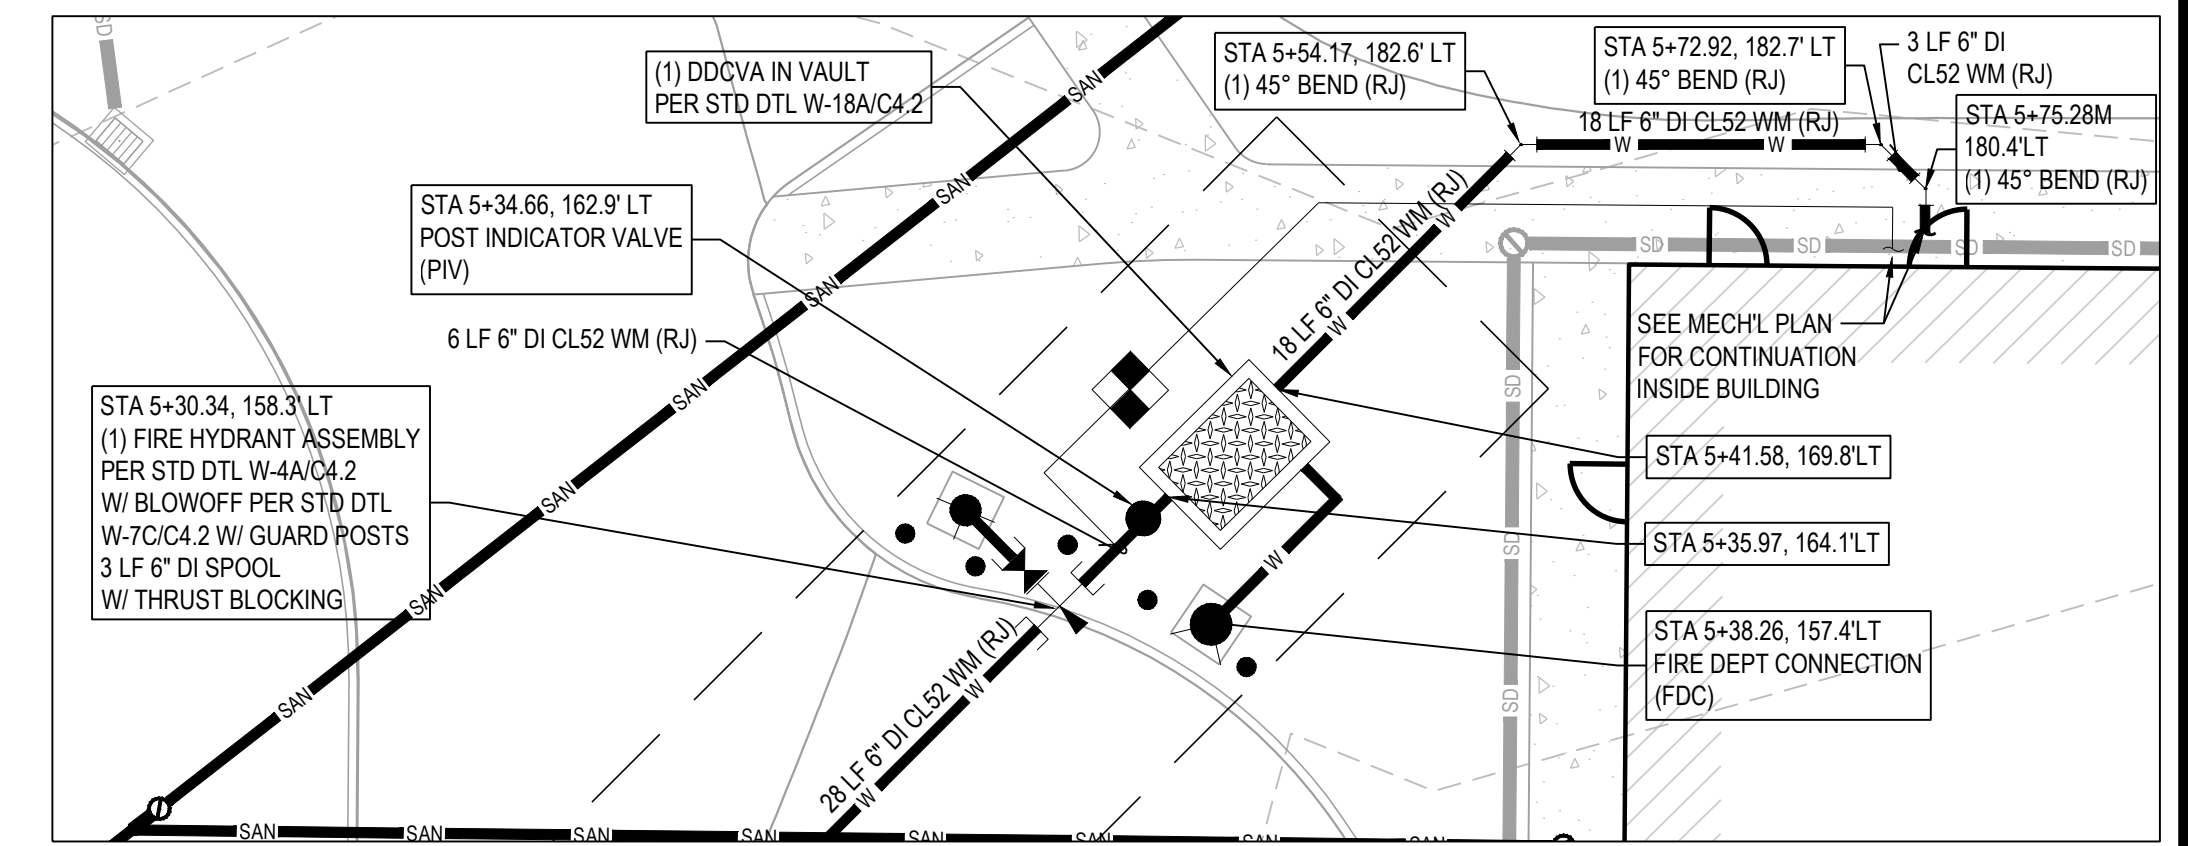 SD
(1) DDCVA IN VAULT
PER STD DTL W-18A/C4.2
STA 5+54.17, 182.6' LT
(1) 45° BEND (RJ)
STA 5+72.92, 182.7' LT
(1) 45° BEND (RJ)
3 LF 6" DI
CL52 WM (RJ)
18 LF 6" DI CL52 WM (RJ)
W
W
STA 5+75.28M
180.4'LT
(1) 45° BEND (RJ)
SAN
SAN
SAN
SAN
SAN
SAN
SAN
STA 5+34.66, 162.9' LT
POST INDICATOR VALVE
(PIV)
18 LF 6" DI CL52 WM (RJ)
W
W
SD
SD
SD
SD
6 LF 6" DI CL52 WM (RJ)
SEE MECH'L PLAN
FOR CONTINUATION
INSIDE BUILDING
SD
SD
SD
STA 5+30.34, 158.3' LT
(1) FIRE HYDRANT ASSEMBLY
PER STD DTL W-4A/C4.2
W/ BLOWOFF PER STD DTL
W-7C/C4.2 W/ GUARD POSTS
3 LF 6" DI SPOOL
W/ THRUST BLOCKING
STA 5+41.58, 169.8'LT
STA 5+35.97, 164.1'LT
W
STA 5+38.26, 157.4'LT
FIRE DEPT CONNECTION
(FDC)
28 LF 6" DI CL52 WM (RJ)
W
W
SAN
SAN
SAN
SAN
SAN
SAN
SAN
SAN